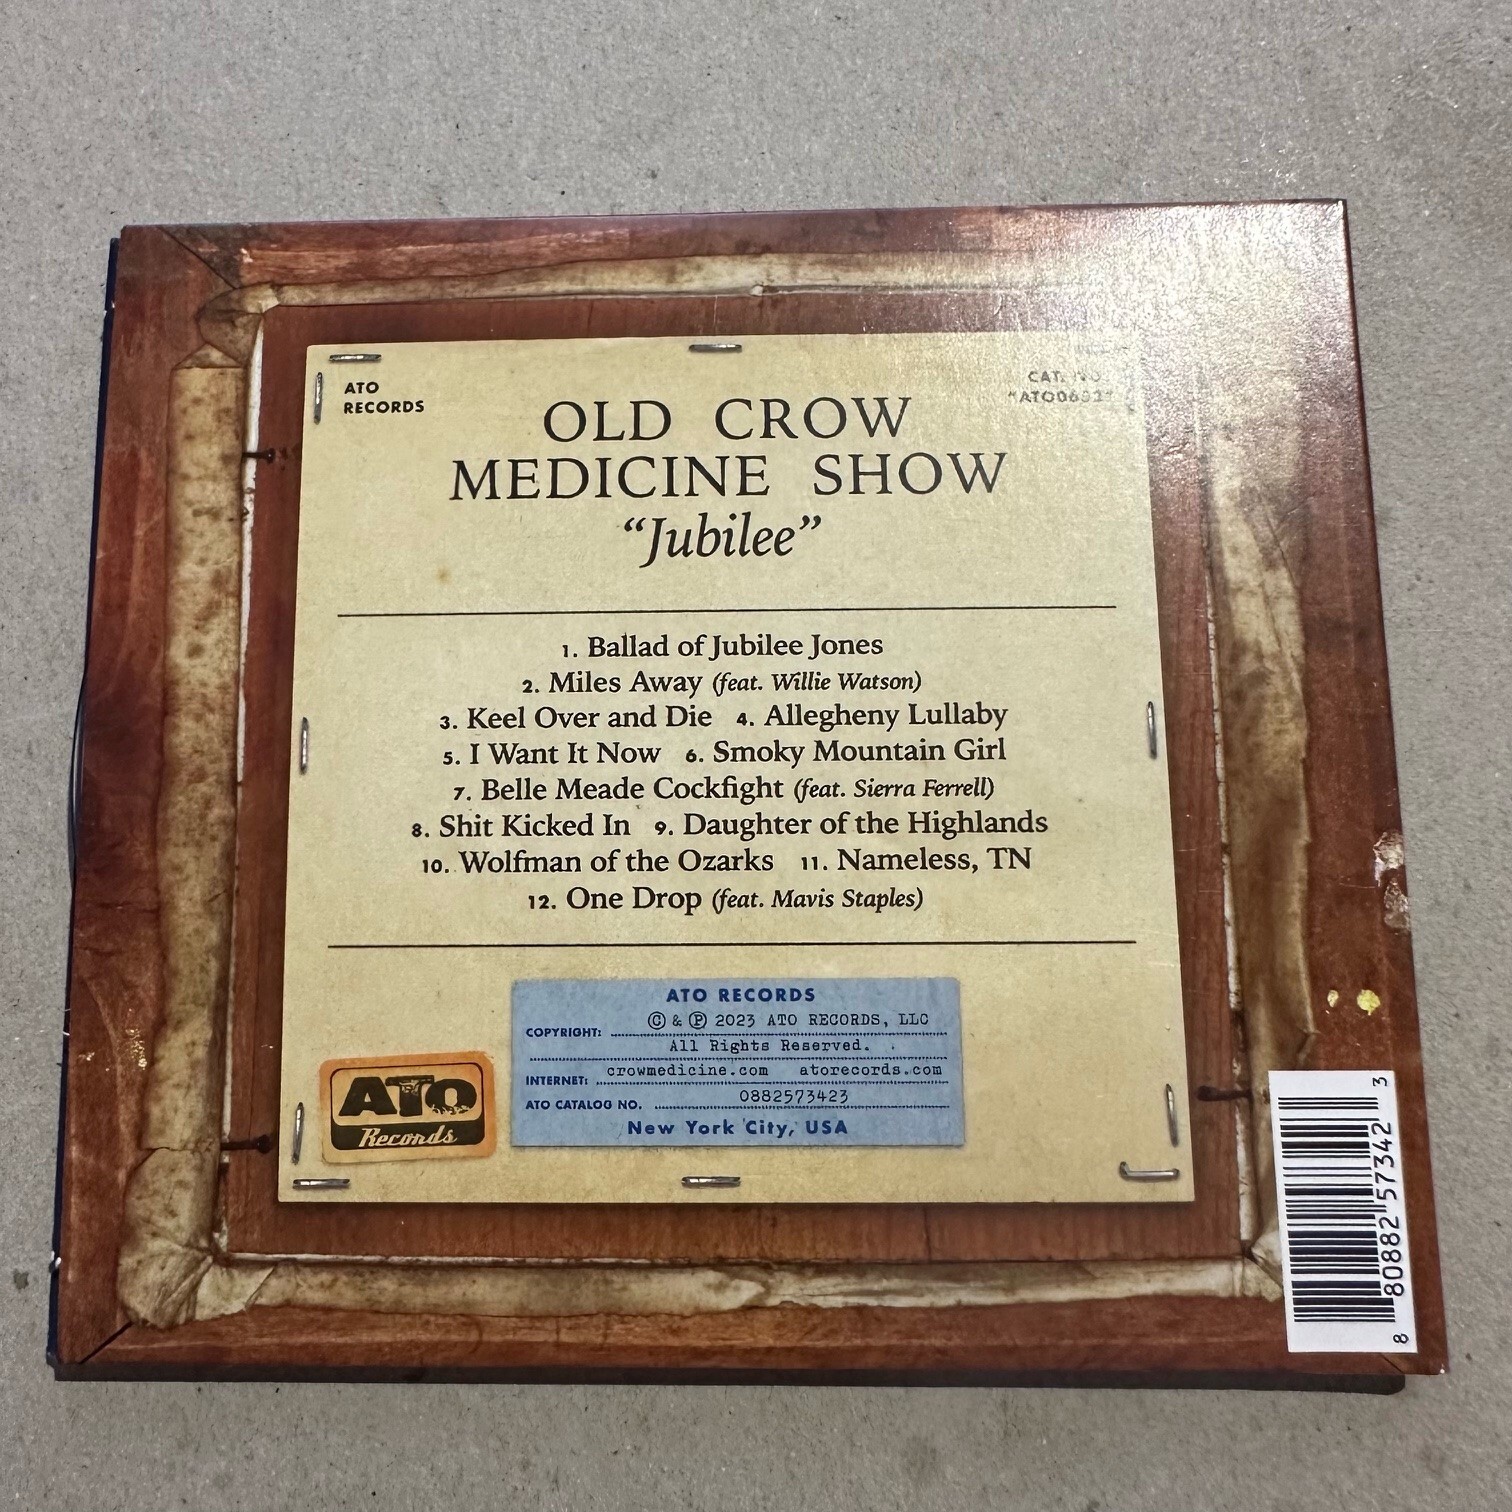 ATO
RECORDS
CAT. NO.
OLD CROW
MEDICINE SHOW
“Jubilee”
1. Ballad of Jubilee Jones
2. Miles Away (feat. Willie Watson)
3. Keel Over and Die 4. Allegheny Lullaby
5. I Want It Now 6. Smoky Mountain Girl
7. Belle Meade Cockfight (feat. Sierra Ferrell)
8. Shit Kicked In 9. Daughter of the Highlands
10. Wolfman of the Ozarks 11. Nameless, TN
12. One Drop (feat. Mavis Staples)
ATO Records
ATO RECORDS
COPYRIGHT: © & ℗ 2023 ATO RECORDS, LLC
All Rights Reserved.
INTERNET: crowmedicine.com atorecords.com
ATO CATALOG NO. 0882573423
New York City, USA
8 80882 57342 3